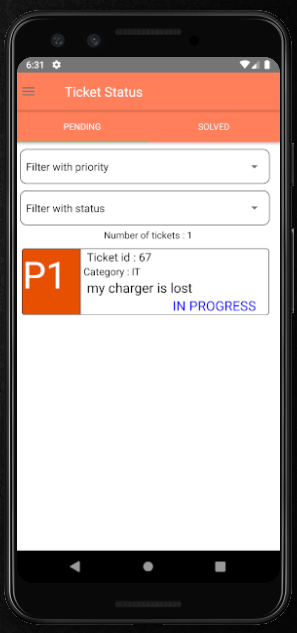 6:31
Ticket Status
PENDING
SOLVED
Filter with priority
Filter with status
Number of tickets : 1
P1
Ticket id : 67
Category : IT
my charger is lost
IN PROGRESS